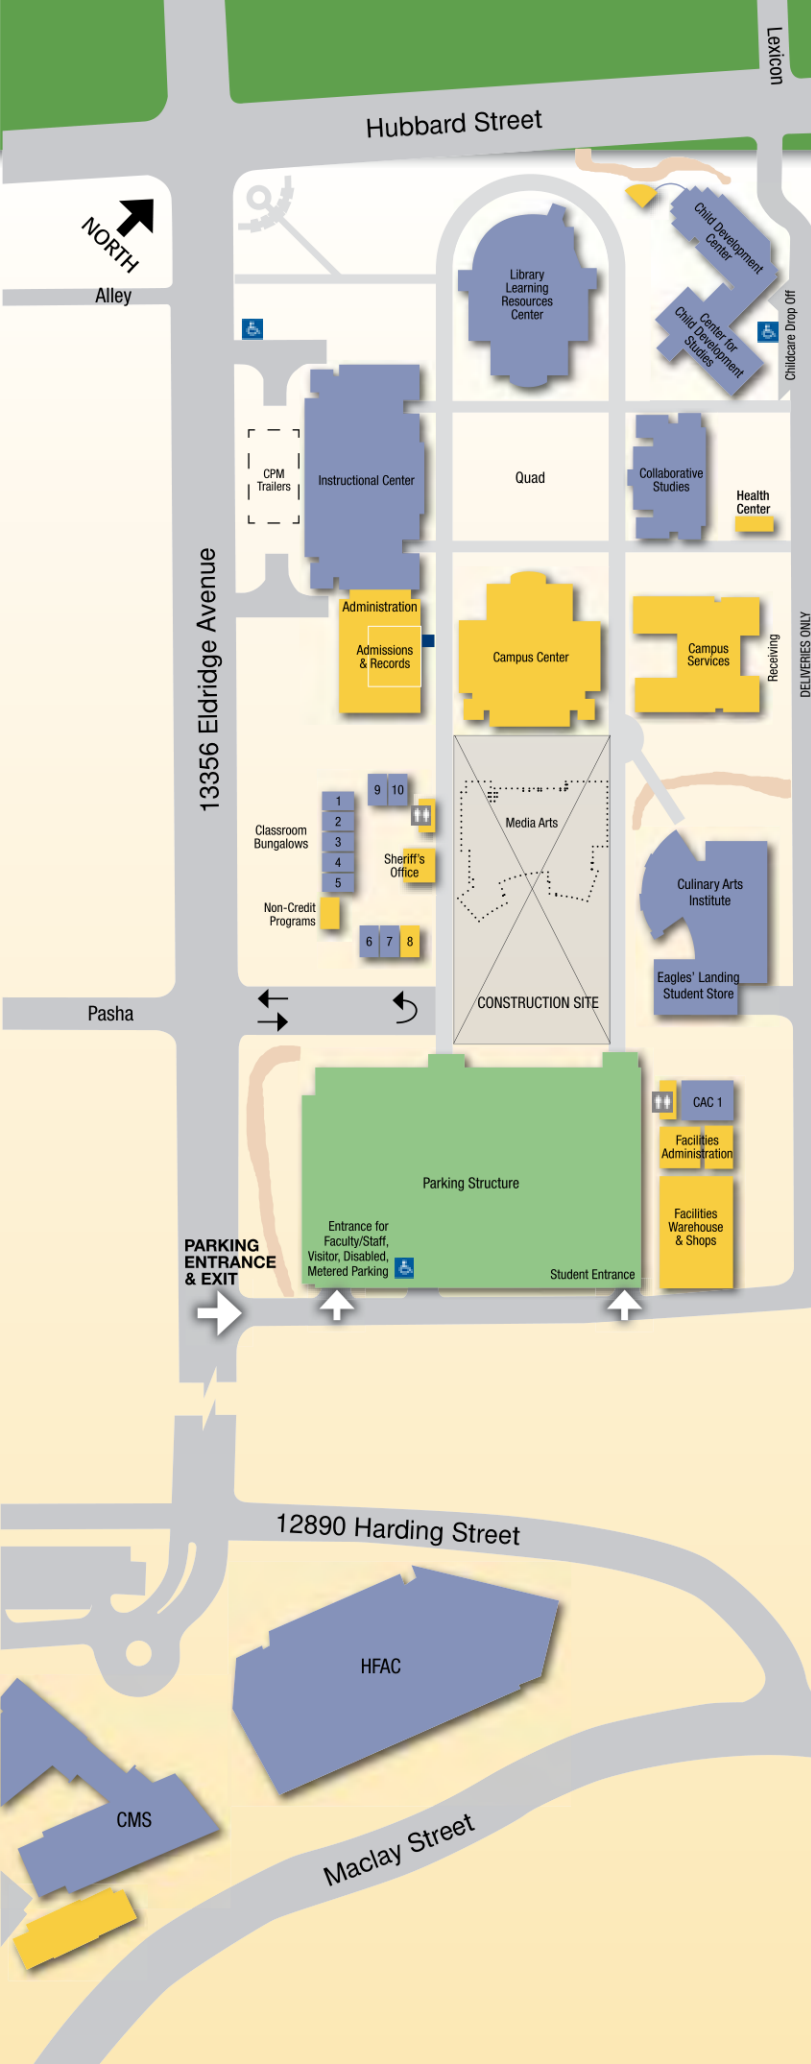 Lexicon
Hubbard Street
NORTH
Alley
Child Development
Center
Library
Learning
Resources
Center
Center for
Child Development
Studies
Childcare Drop Off
CPM
Trailers
Instructional Center
Quad
Collaborative
Studies
Health
Center
13356 Eldridge Avenue
Administration
Admissions
& Records
Campus Center
Campus
Services
Receiving
DELIVERIES ONLY
9
10
1
2
3
4
5
Classroom
Bungalows
Sheriff's
Office
Non-Credit
Programs
6
7
8
Media Arts
Culinary Arts
Institute
Eagles' Landing
Student Store
CONSTRUCTION SITE
Pasha
CAC 1
Facilities
Administration
Parking Structure
Facilities
Warehouse
& Shops
Entrance for
Faculty/Staff,
Visitor, Disabled,
Metered Parking
Student Entrance
PARKING
ENTRANCE
& EXIT
12890 Harding Street
HFAC
CMS
Maclay Street